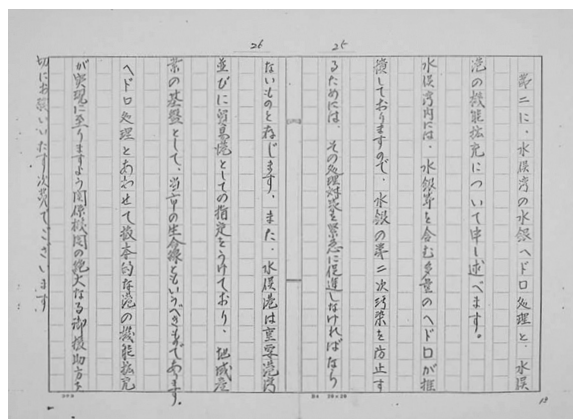 第二に、水俣湾の水銀ヘドロ処理と、水俣
港の機能拡充について申し述べます。
水俣湾内には、水銀等を含む多量のヘドロが堆
積しておりますので、水銀の第二次汚染を防止す
るためには、その処理対策を緊急に促進しなければなら
ないものと存じます。また、水俣港は重要港湾
並びに貿易港としての指定をうけており、地域産
業の基盤として、当市の生命線ともいうべきものであります。
ヘドロ処理とあわせて抜本的な港の機能拡充
が実現に至りますよう関係機関の絶大なる御援助方を
切にお願いいたす次第でございます。
25
26
19